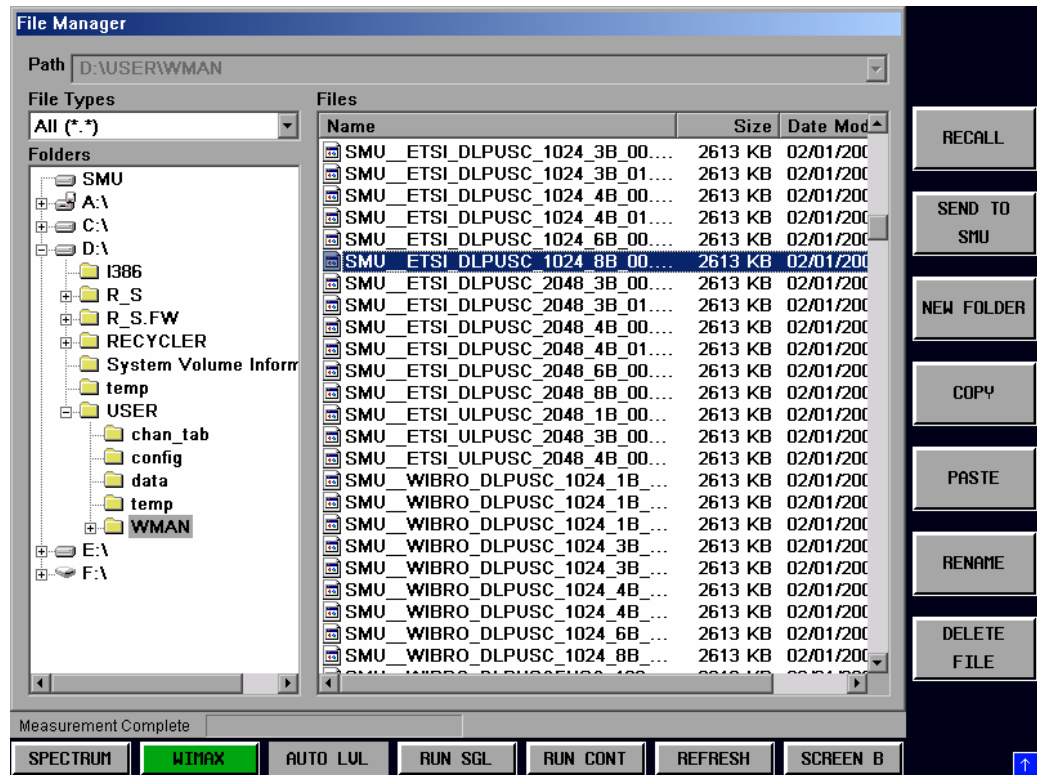 File Manager
Path D:\USER\WMAN
File Types
All (*.*)
Folders
SMU
A:\
C:\
D:\
I386
R_S
R_S.FW
RECYCLER
System Volume Inform
temp
USER
chan_tab
config
data
temp
WMAN
E:\
F:\
Files
Name Size Date Mod
SMU__ETSI_DLPUSC_1024_3B_00.... 2613 KB 02/01/200
SMU__ETSI_DLPUSC_1024_3B_01.... 2613 KB 02/01/200
SMU__ETSI_DLPUSC_1024_4B_00.... 2613 KB 02/01/200
SMU__ETSI_DLPUSC_1024_4B_01.... 2613 KB 02/01/200
SMU__ETSI_DLPUSC_1024_6B_00.... 2613 KB 02/01/200
SMU__ETSI_DLPUSC_1024_8B_00.... 2613 KB 02/01/200
SMU__ETSI_DLPUSC_2048_3B_00.... 2613 KB 02/01/200
SMU__ETSI_DLPUSC_2048_3B_01.... 2613 KB 02/01/200
SMU__ETSI_DLPUSC_2048_4B_00.... 2613 KB 02/01/200
SMU__ETSI_DLPUSC_2048_4B_01.... 2613 KB 02/01/200
SMU__ETSI_DLPUSC_2048_6B_00.... 2613 KB 02/01/200
SMU__ETSI_DLPUSC_2048_8B_00.... 2613 KB 02/01/200
SMU__ETSI_ULPUSC_2048_1B_00.... 2613 KB 02/01/200
SMU__ETSI_ULPUSC_2048_3B_00.... 2613 KB 02/01/200
SMU__ETSI_ULPUSC_2048_4B_00.... 2613 KB 02/01/200
SMU__WIBRO_DLPUSC_1024_1B_... 2613 KB 02/01/200
SMU__WIBRO_DLPUSC_1024_1B_... 2613 KB 02/01/200
SMU__WIBRO_DLPUSC_1024_1B_... 2613 KB 02/01/200
SMU__WIBRO_DLPUSC_1024_3B_... 2613 KB 02/01/200
SMU__WIBRO_DLPUSC_1024_3B_... 2613 KB 02/01/200
SMU__WIBRO_DLPUSC_1024_4B_... 2613 KB 02/01/200
SMU__WIBRO_DLPUSC_1024_4B_... 2613 KB 02/01/200
SMU__WIBRO_DLPUSC_1024_6B_... 2613 KB 02/01/200
SMU__WIBRO_DLPUSC_1024_8B_... 2613 KB 02/01/200
RECALL
SEND TO
SMU
NEW FOLDER
COPY
PASTE
RENAME
DELETE
FILE
Measurement Complete
SPECTRUM WIMAX AUTO LVL RUN SGL RUN CONT REFRESH SCREEN B